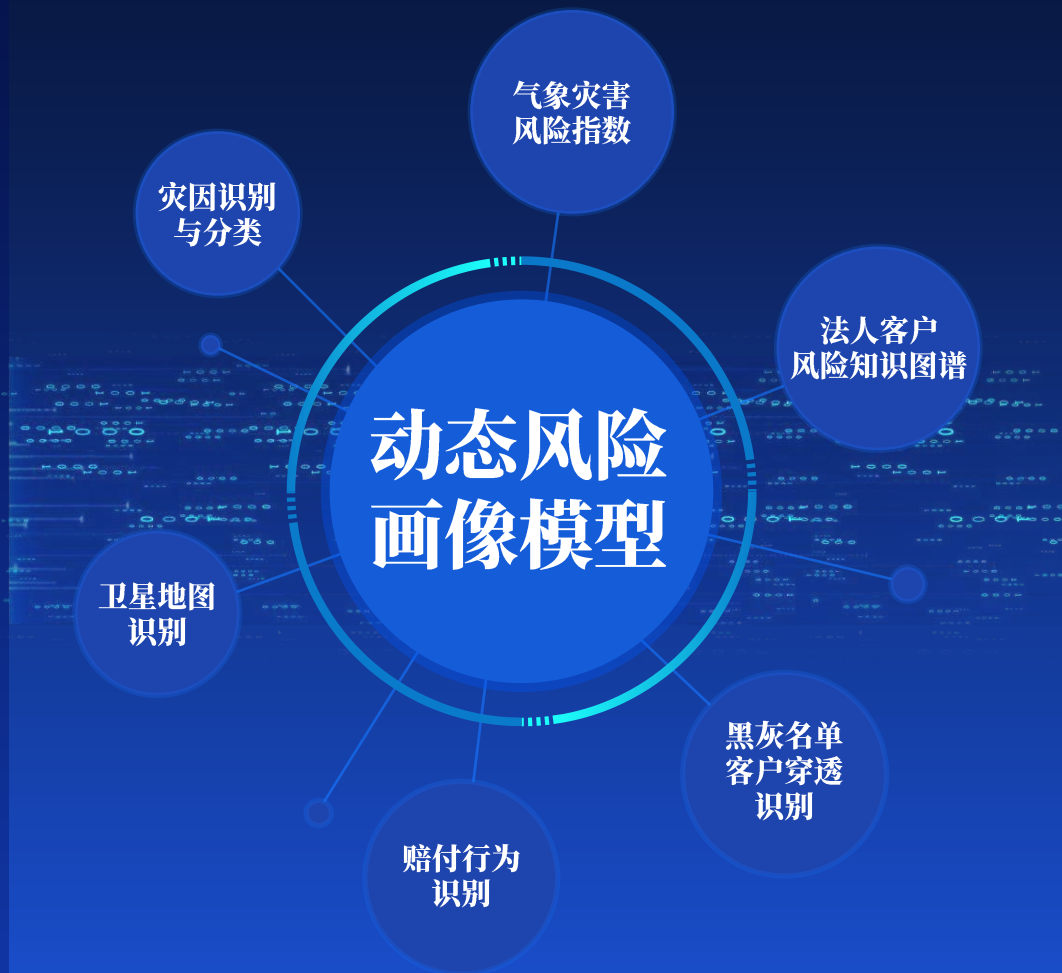 气象灾害
风险指数
灾因识别
与分类
法人客户
风险知识图谱
动态风险
画像模型
卫星地图
识别
黑灰名单
客户穿透
识别
赔付行为
识别